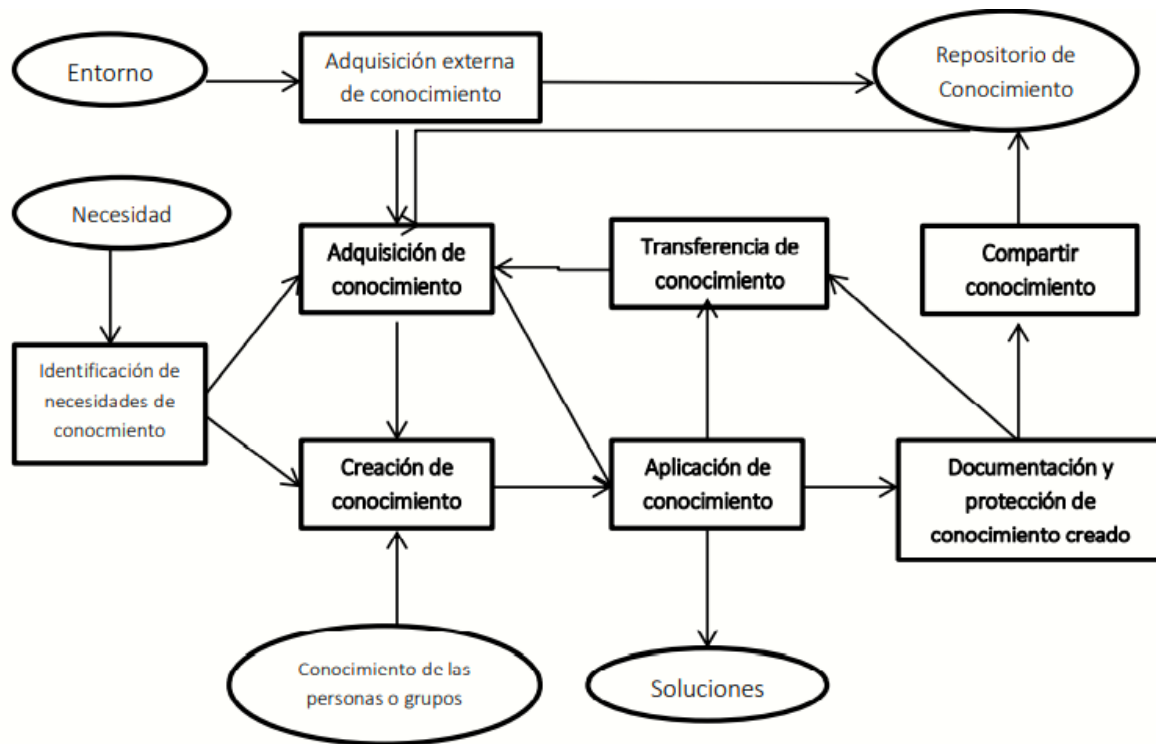 Entorno
Adquisición externa
de conocimiento
Repositorio de
Conocimiento
Necesidad
Adquisición de
conocimiento
Transferencia de
conocimiento
Compartir
conocimiento
Identificación de
necesidades de
conocmiento
Creación de
conocimiento
Aplicación de
conocimiento
Documentación y
protección de
conocimiento creado
Conocimiento de las
personas o grupos
Soluciones